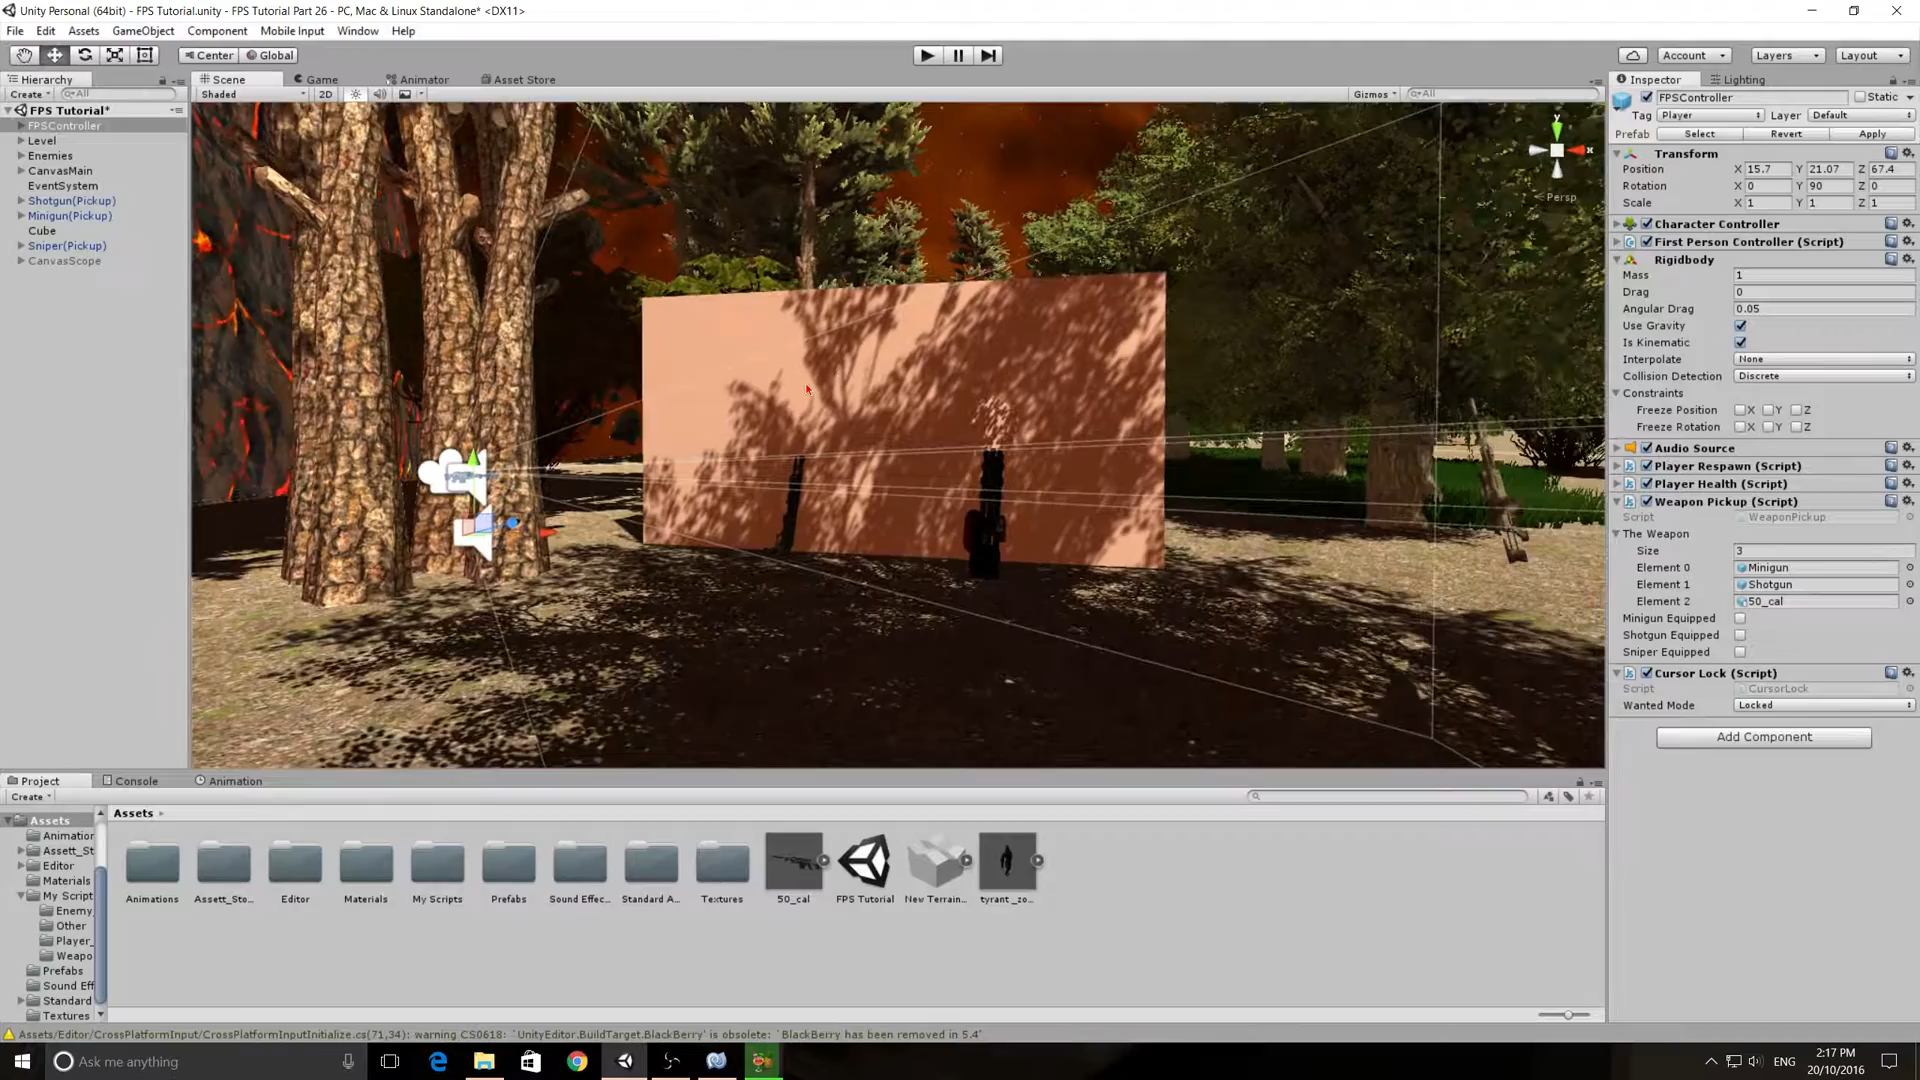 Unity Personal (64bit) - FPS Tutorial.unity - FPS Tutorial Part 26 - PC, Mac & Linux Standalone* <DX11>
File Edit Assets GameObject Component Mobile Input Window Help
Center Global Account Layers Layout
Hierarchy Scene Game Animator Asset Store Inspector Lighting
Create All Shaded 2D Gizmos All
FPS Tutorial*
FPSController
Level
Enemies
CanvasMain
EventSystem
Shotgun(Pickup)
Minigun(Pickup)
Cube
Sniper(Pickup)
CanvasScope
y
x
Persp
FPSController Static
Tag Player Layer Default
Prefab Select Revert Apply
Transform
Position X 15.7 Y 21.07 Z 67.4
Rotation X 0 Y 90 Z 0
Scale X 1 Y 1 Z 1
Character Controller
First Person Controller (Script)
Rigidbody
Mass 1
Drag 0
Angular Drag 0.05
Use Gravity
Is Kinematic
Interpolate None
Collision Detection Discrete
Constraints
Freeze Position X Y Z
Freeze Rotation X Y Z
Audio Source
Player Respawn (Script)
Player Health (Script)
Weapon Pickup (Script)
Script WeaponPickup
The Weapon
Size 3
Element 0 Minigun
Element 1 Shotgun
Element 2 50_cal
Minigun Equipped
Shotgun Equipped
Sniper Equipped
Cursor Lock (Script)
Script CursorLock
Wanted Mode Locked
Add Component
Project Console Animation
Create
Assets
Animation
Assett_St
Editor
Materials
My Script
Enemy_
Other
Player_
Weapo
Prefabs
Sound Eff
Standard
Textures
Assets
Animations Assett_Sto... Editor Materials My Scripts Prefabs Sound Effec... Standard A... Textures 50_cal FPS Tutorial New Terrain... tyrant _zo...
Assets/Editor/CrossPlatformInput/CrossPlatformInputInitialize.cs(71,34): warning CS0618: `UnityEditor.BuildTarget.BlackBerry' is obsolete: `BlackBerry has been removed in 5.4'
Ask me anything
ENG
2:17 PM
20/10/2016